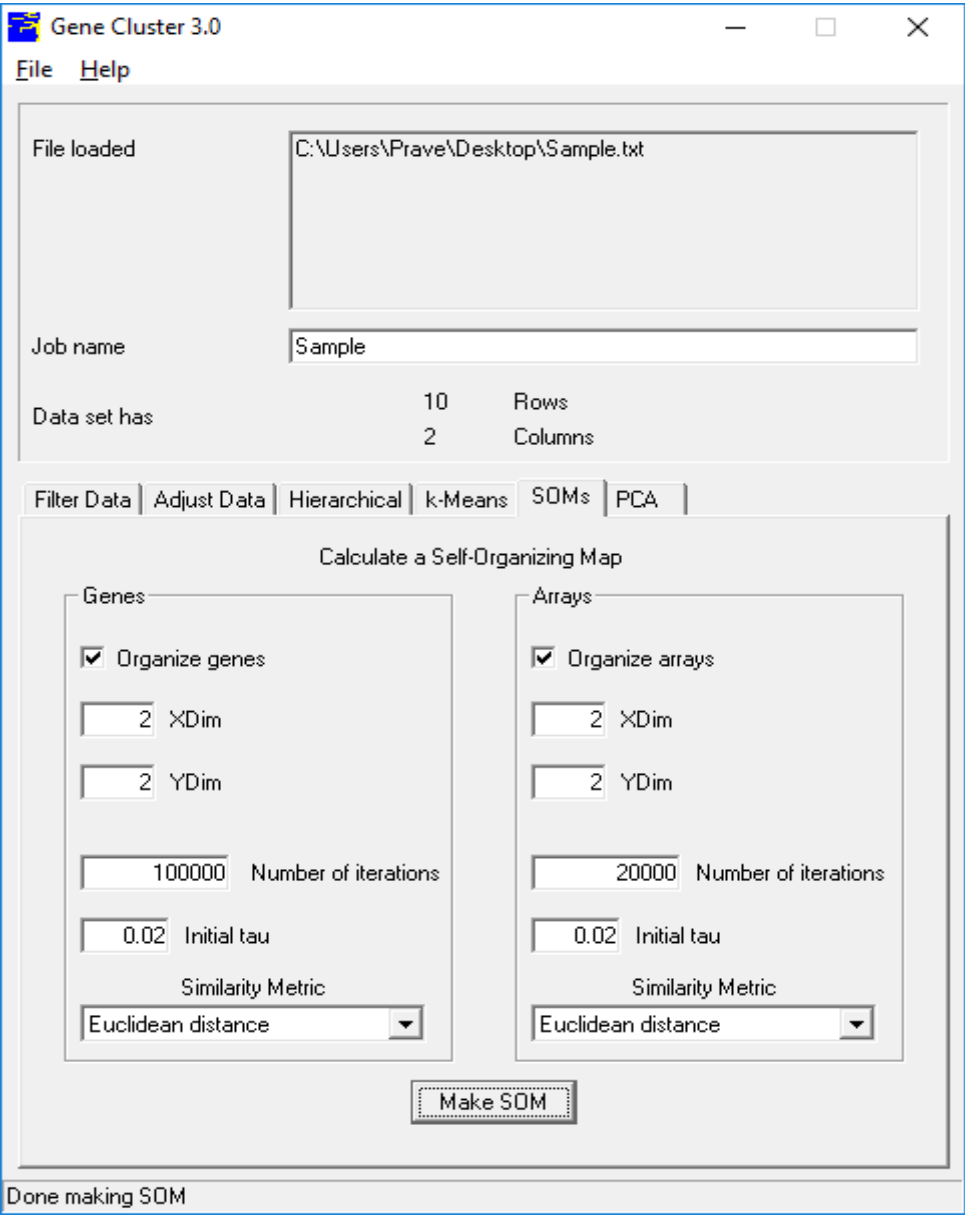 Gene Cluster 3.0
File Help
File loaded C:\Users\Prave\Desktop\Sample.txt
Job name Sample
Data set has 10 Rows
2 Columns
Filter Data Adjust Data Hierarchical k-Means SOMs PCA
Calculate a Self-Organizing Map
Genes Arrays
Organize genes Organize arrays
2 XDim 2 XDim
2 YDim 2 YDim
100000 Number of iterations 20000 Number of iterations
0.02 Initial tau 0.02 Initial tau
Similarity Metric Similarity Metric
Euclidean distance Euclidean distance
Make SOM
Done making SOM